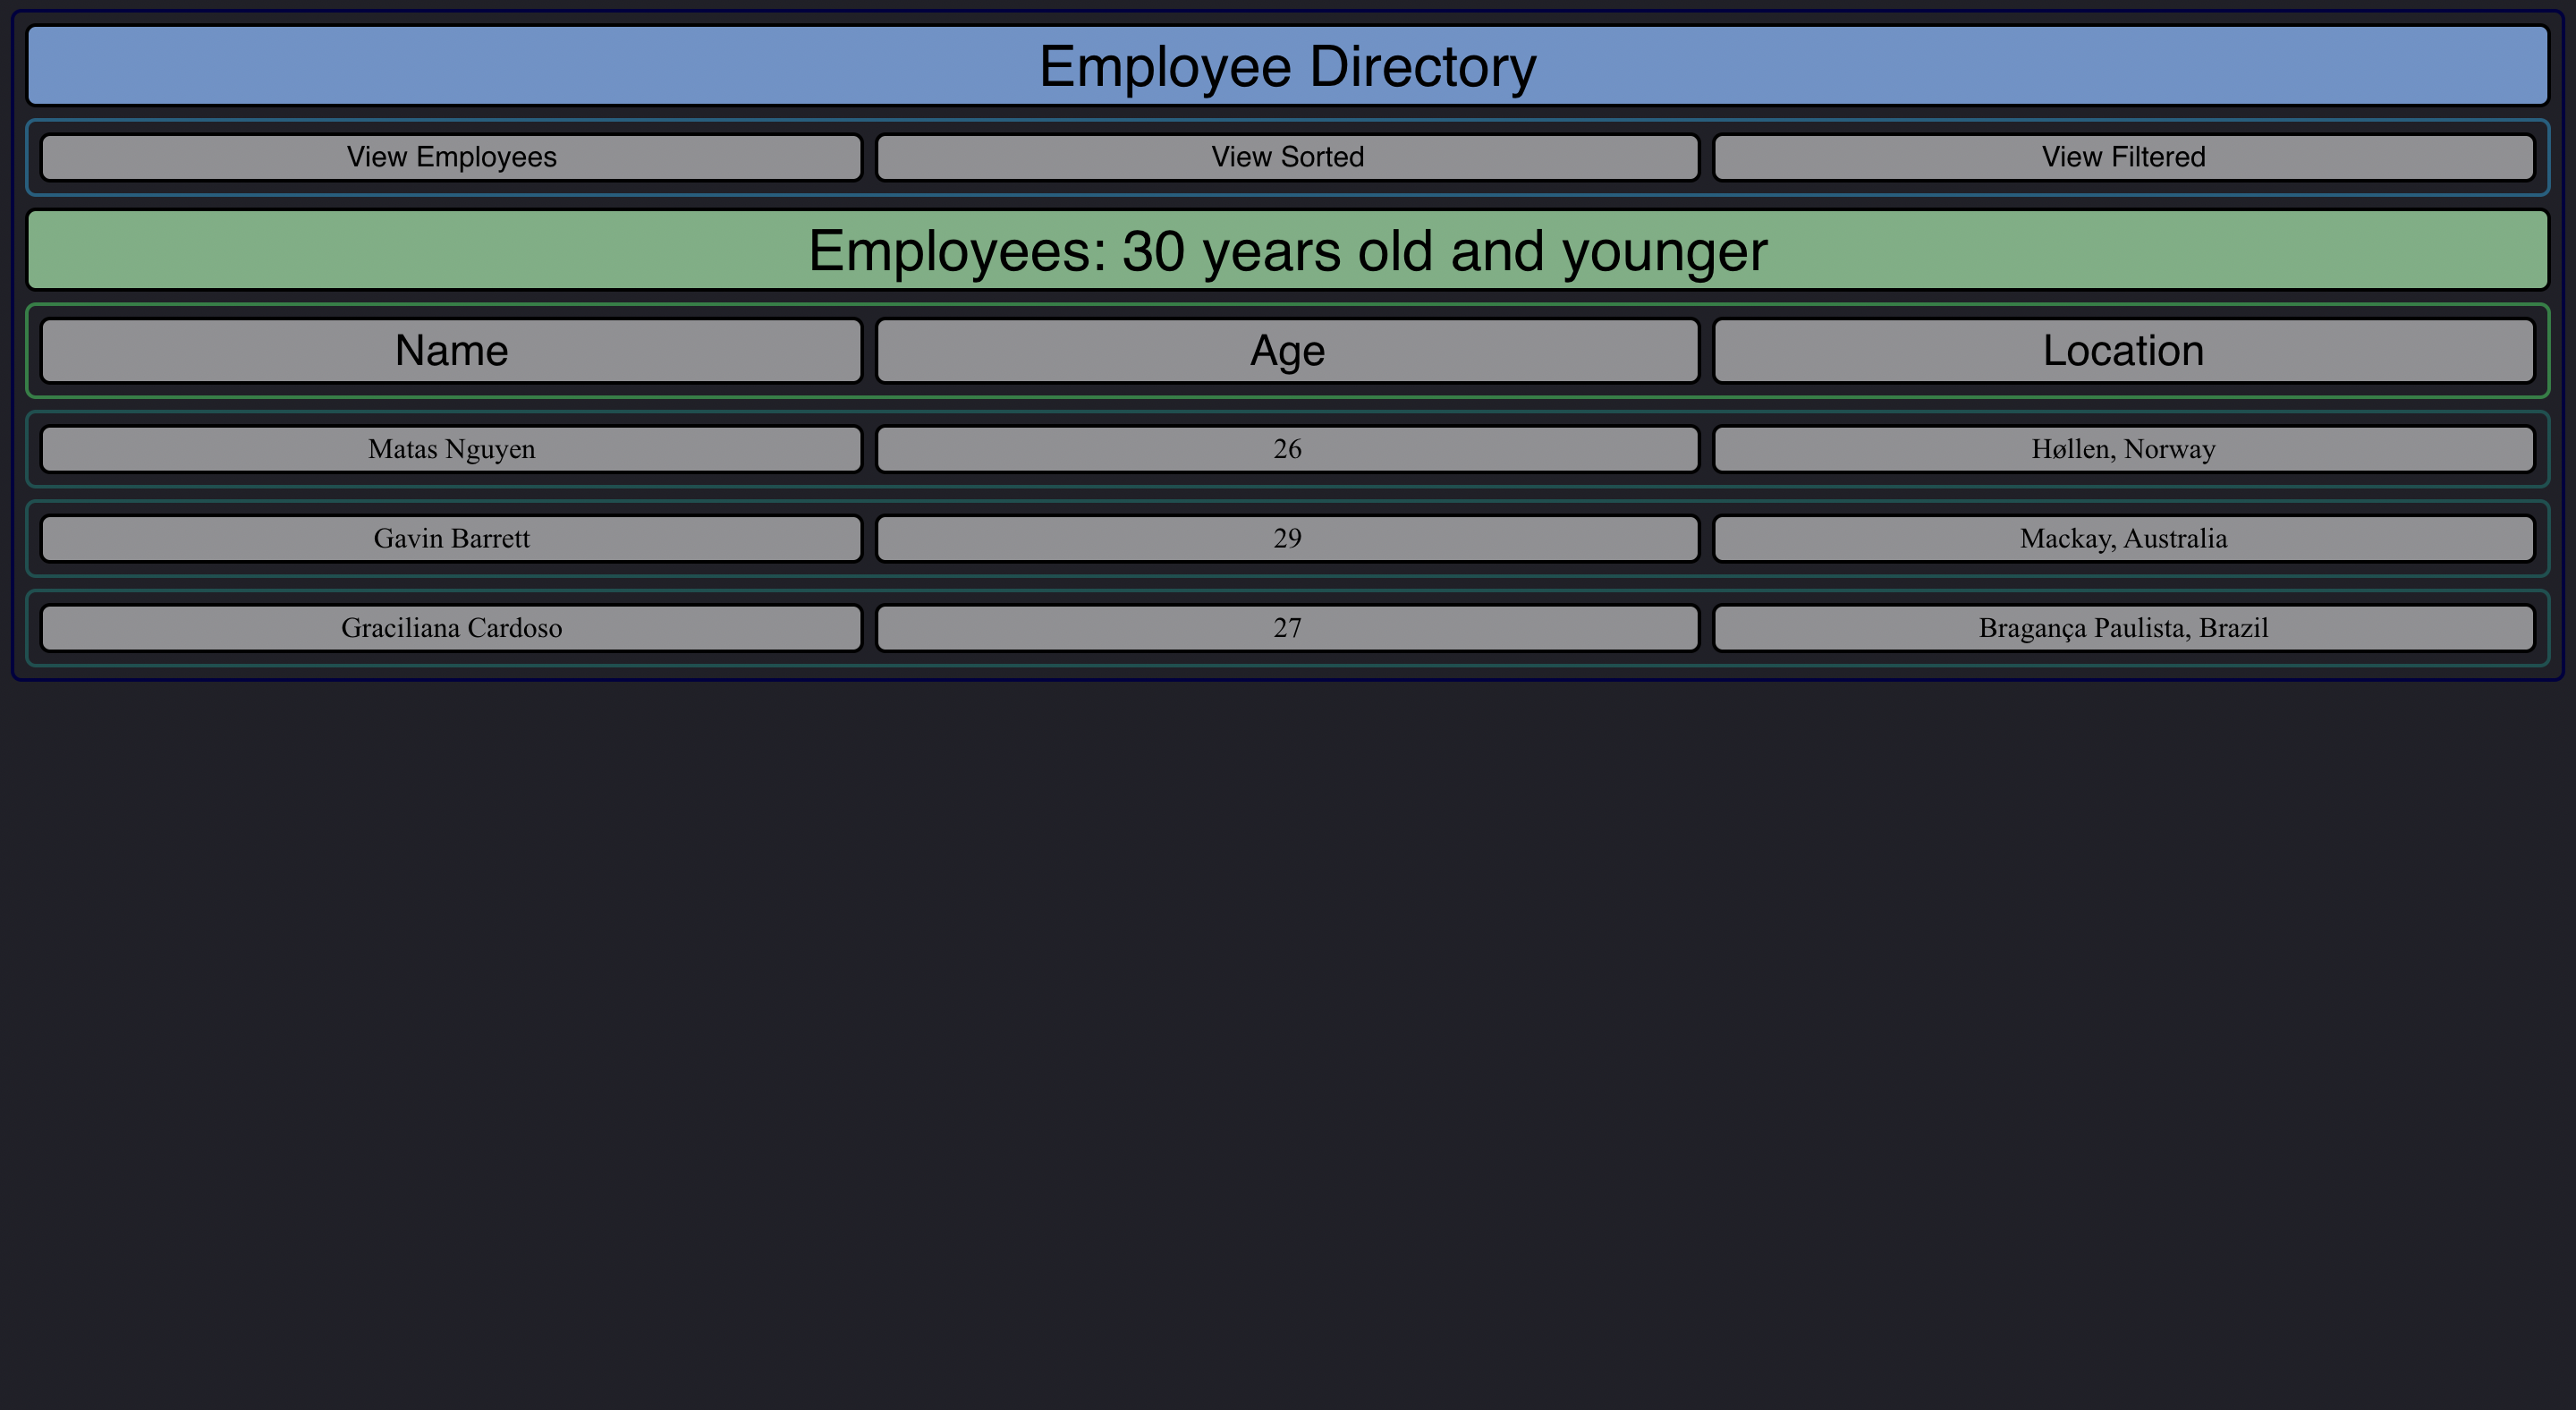 Employee Directory
View Employees View Sorted View Filtered
Employees: 30 years old and younger
Name Age Location
Matas Nguyen 26 Høllen, Norway
Gavin Barrett 29 Mackay, Australia
Graciliana Cardoso 27 Bragança Paulista, Brazil